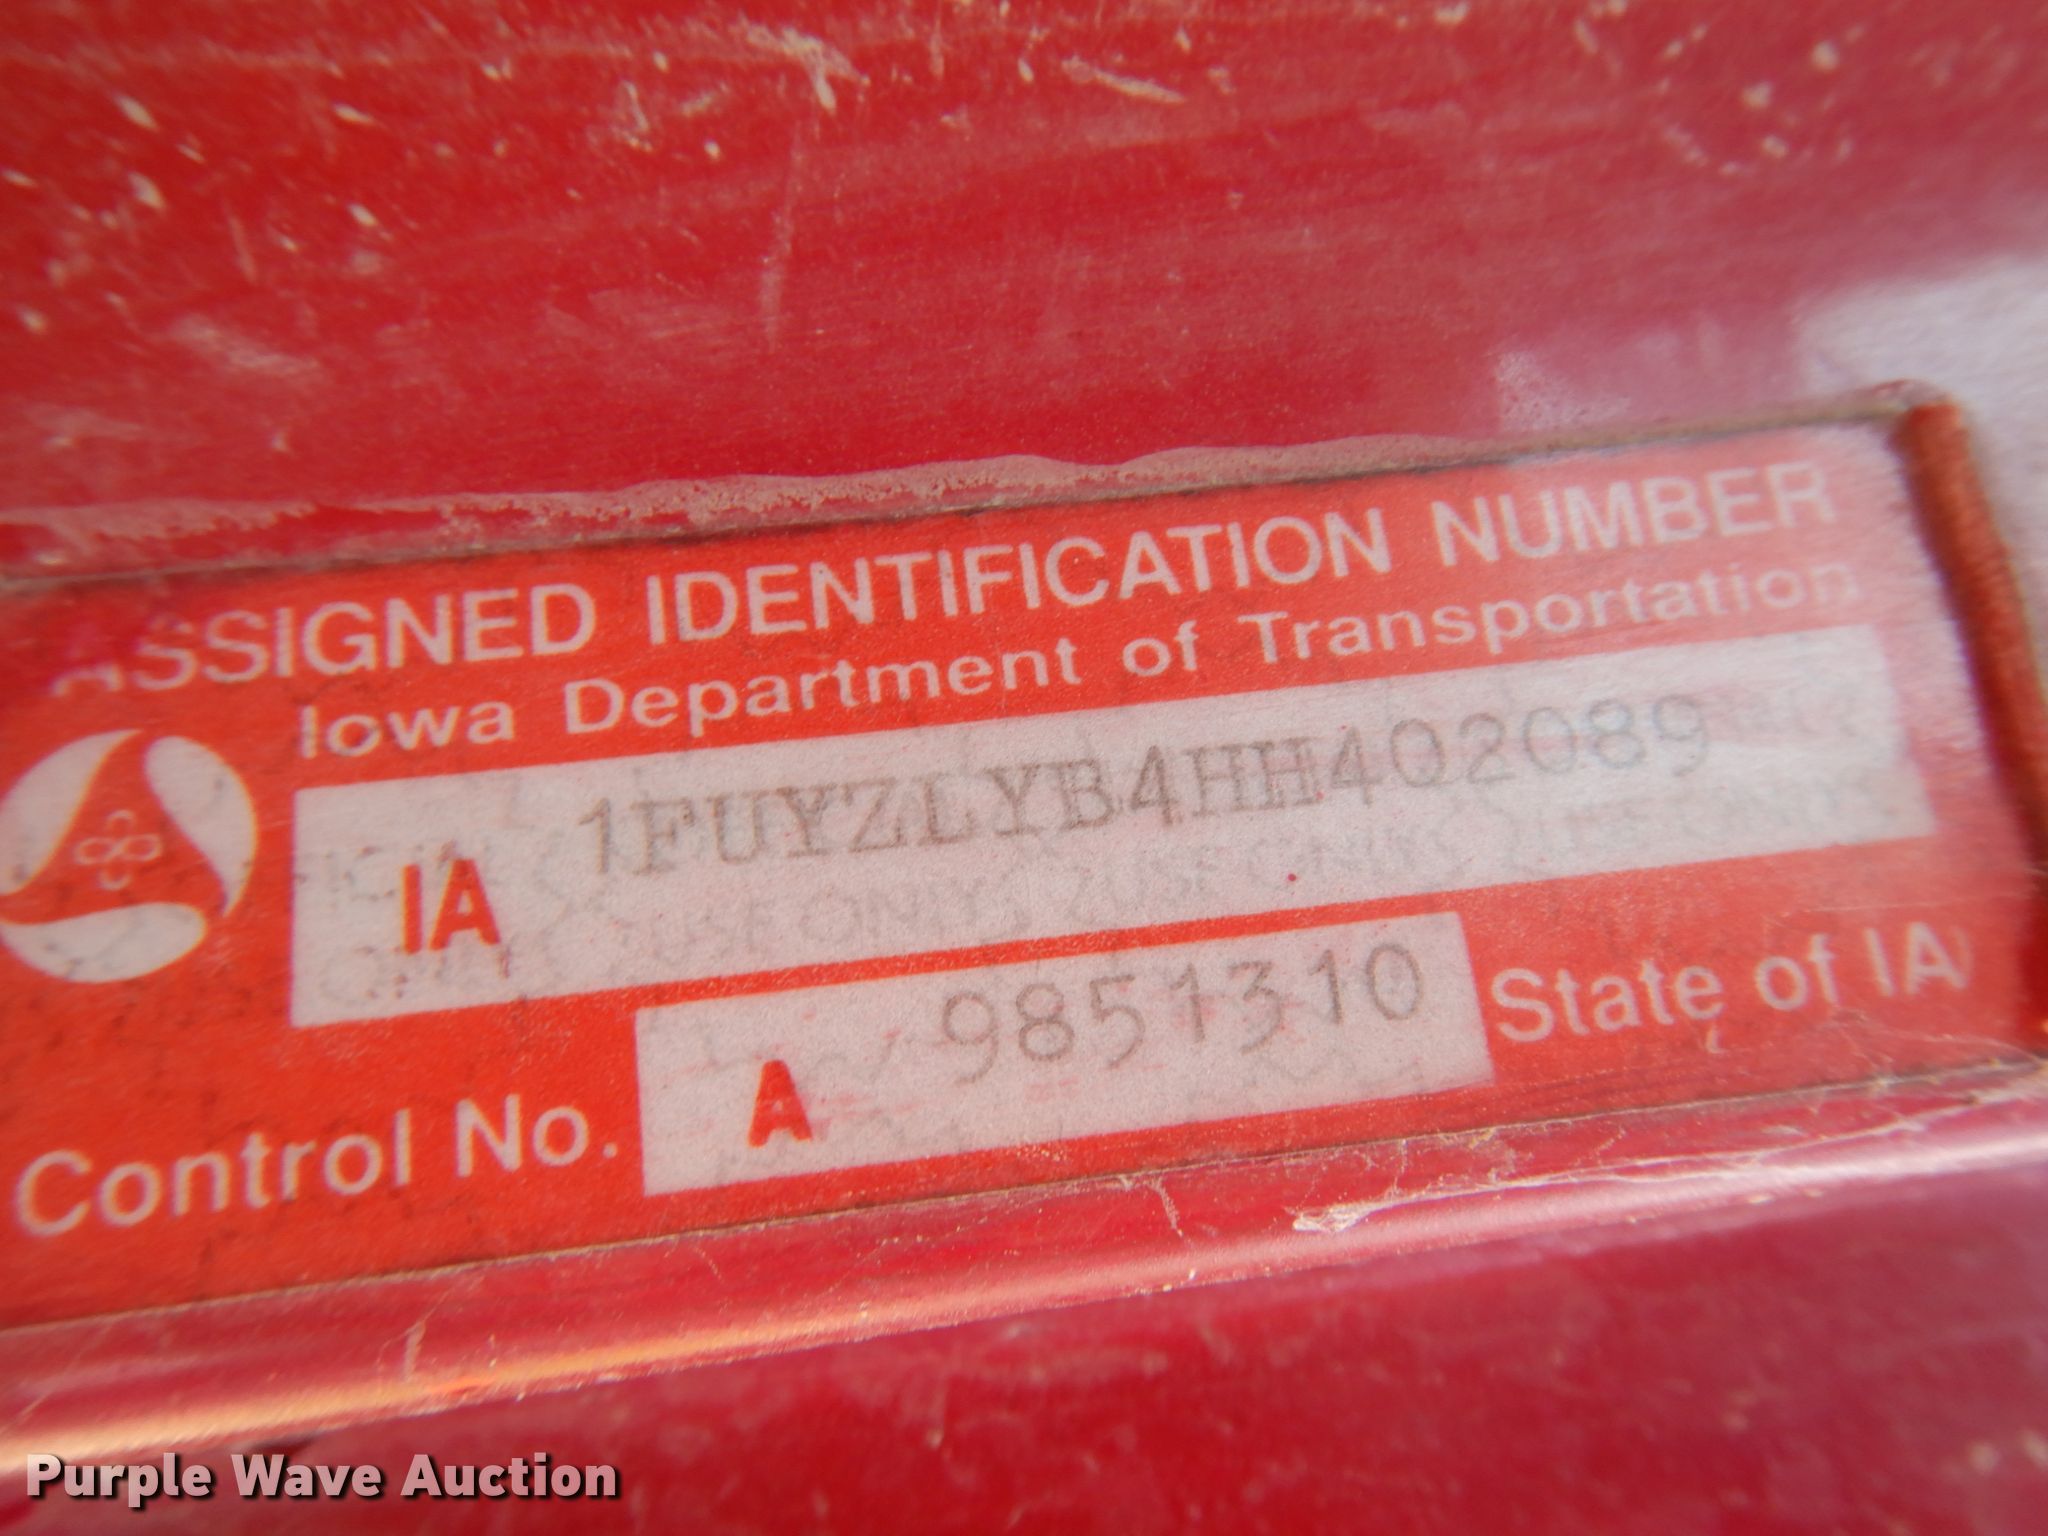 ASSIGNED IDENTIFICATION NUMBER
Iowa Department of Transportation
IA 1FUYZLYB4HH402089
Control No. A 9851310 State of IA
Purple Wave Auction